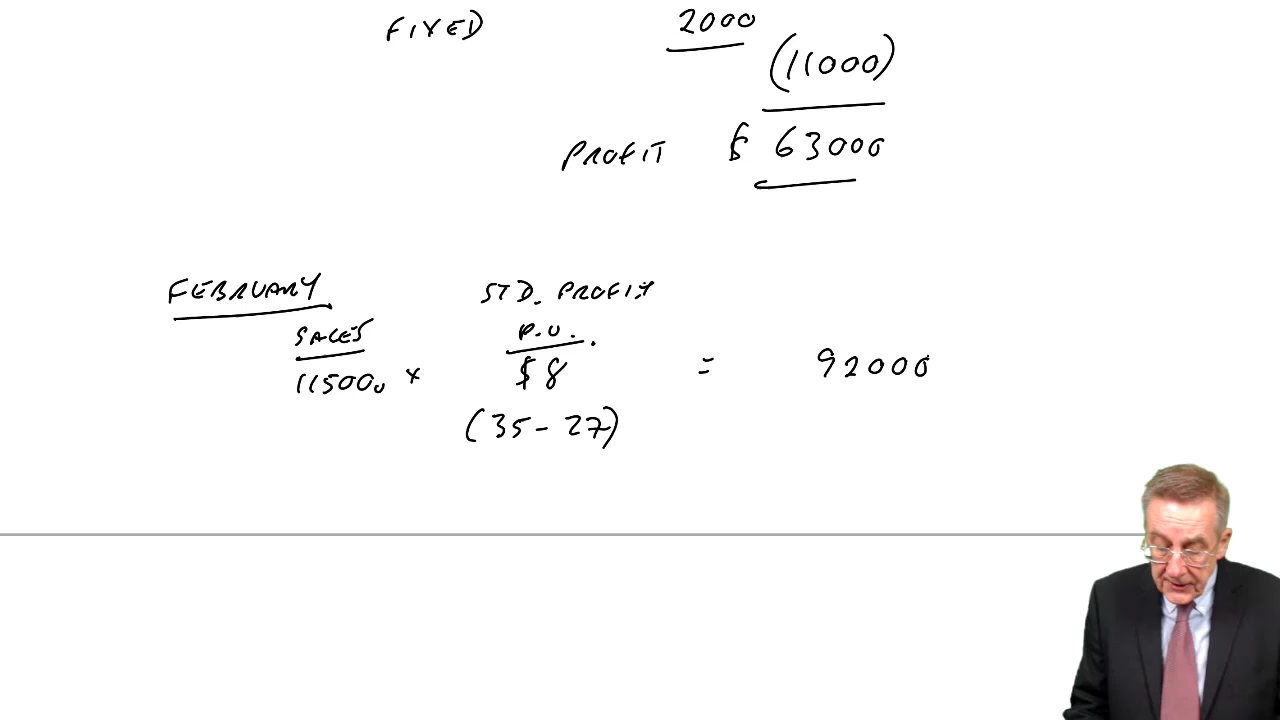 FIXED 2000
(11000)
PROFIT $ 63000
FEBRUARY STD. PROFIT
SALES P.U.
11500 × $8 = 92000
(35 - 27)